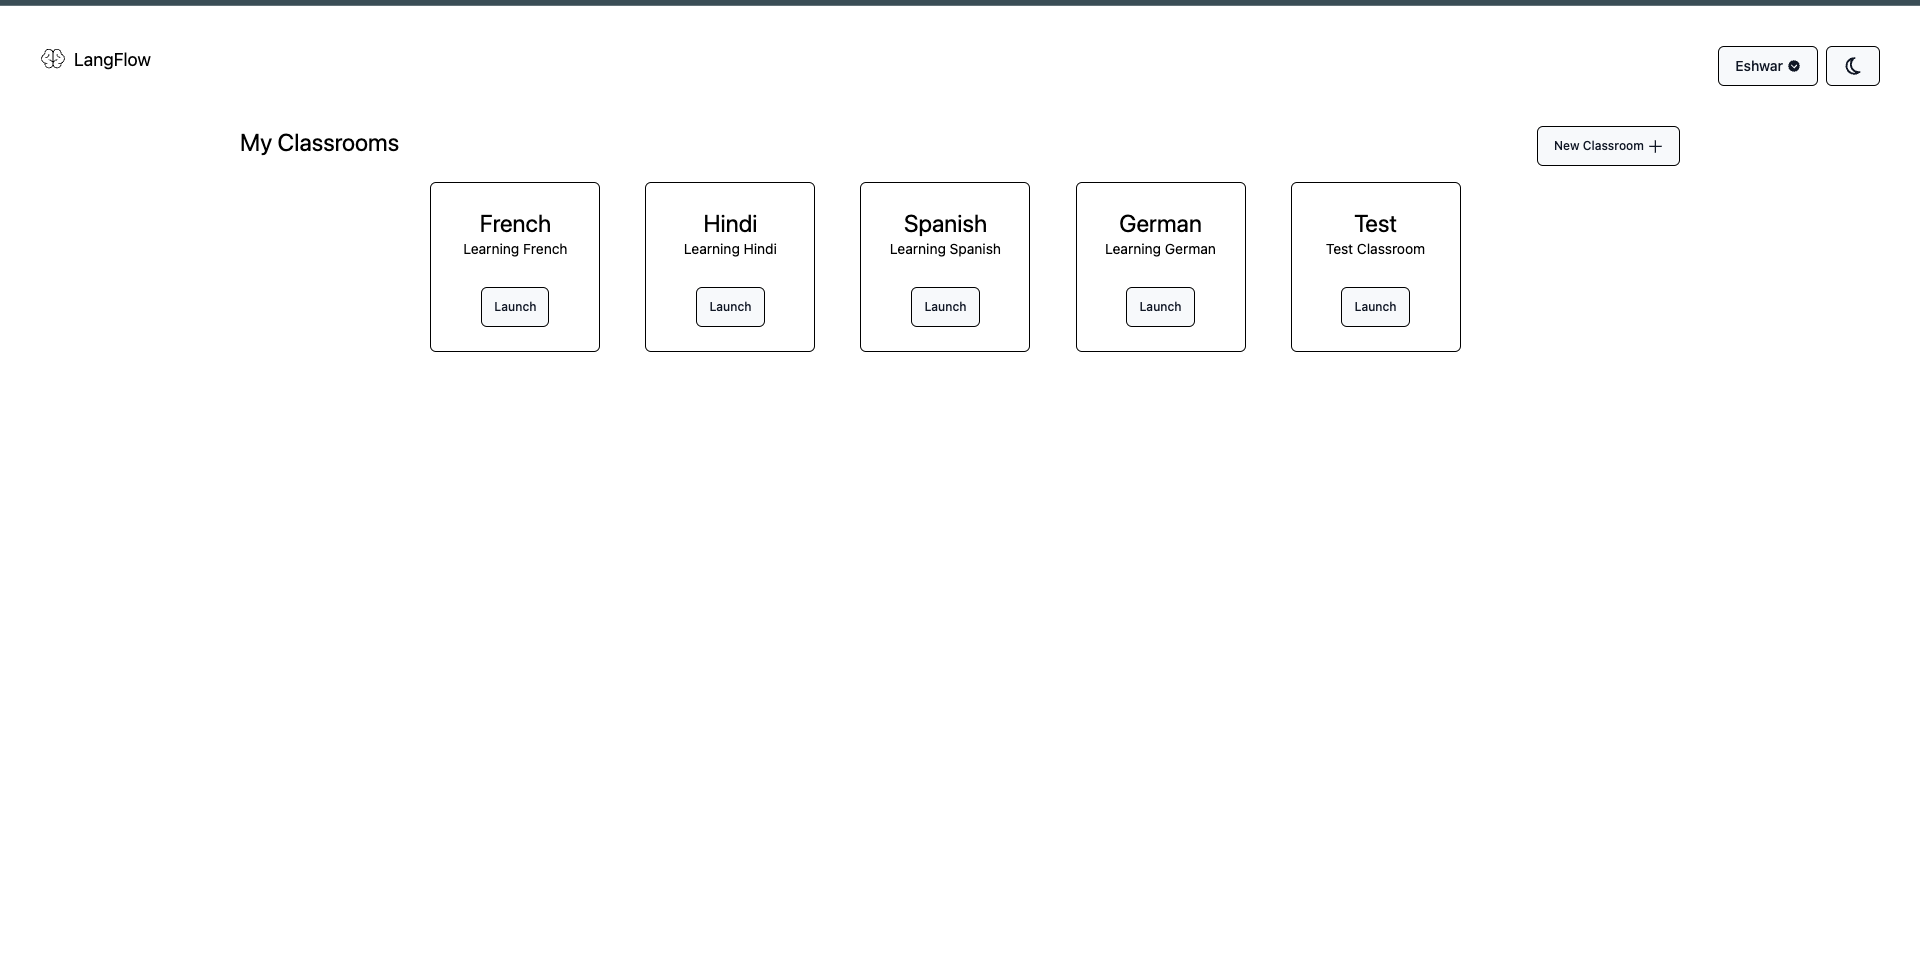 LangFlow
Eshwar
My Classrooms
New Classroom
French
Learning French
Launch
Hindi
Learning Hindi
Launch
Spanish
Learning Spanish
Launch
German
Learning German
Launch
Test
Test Classroom
Launch